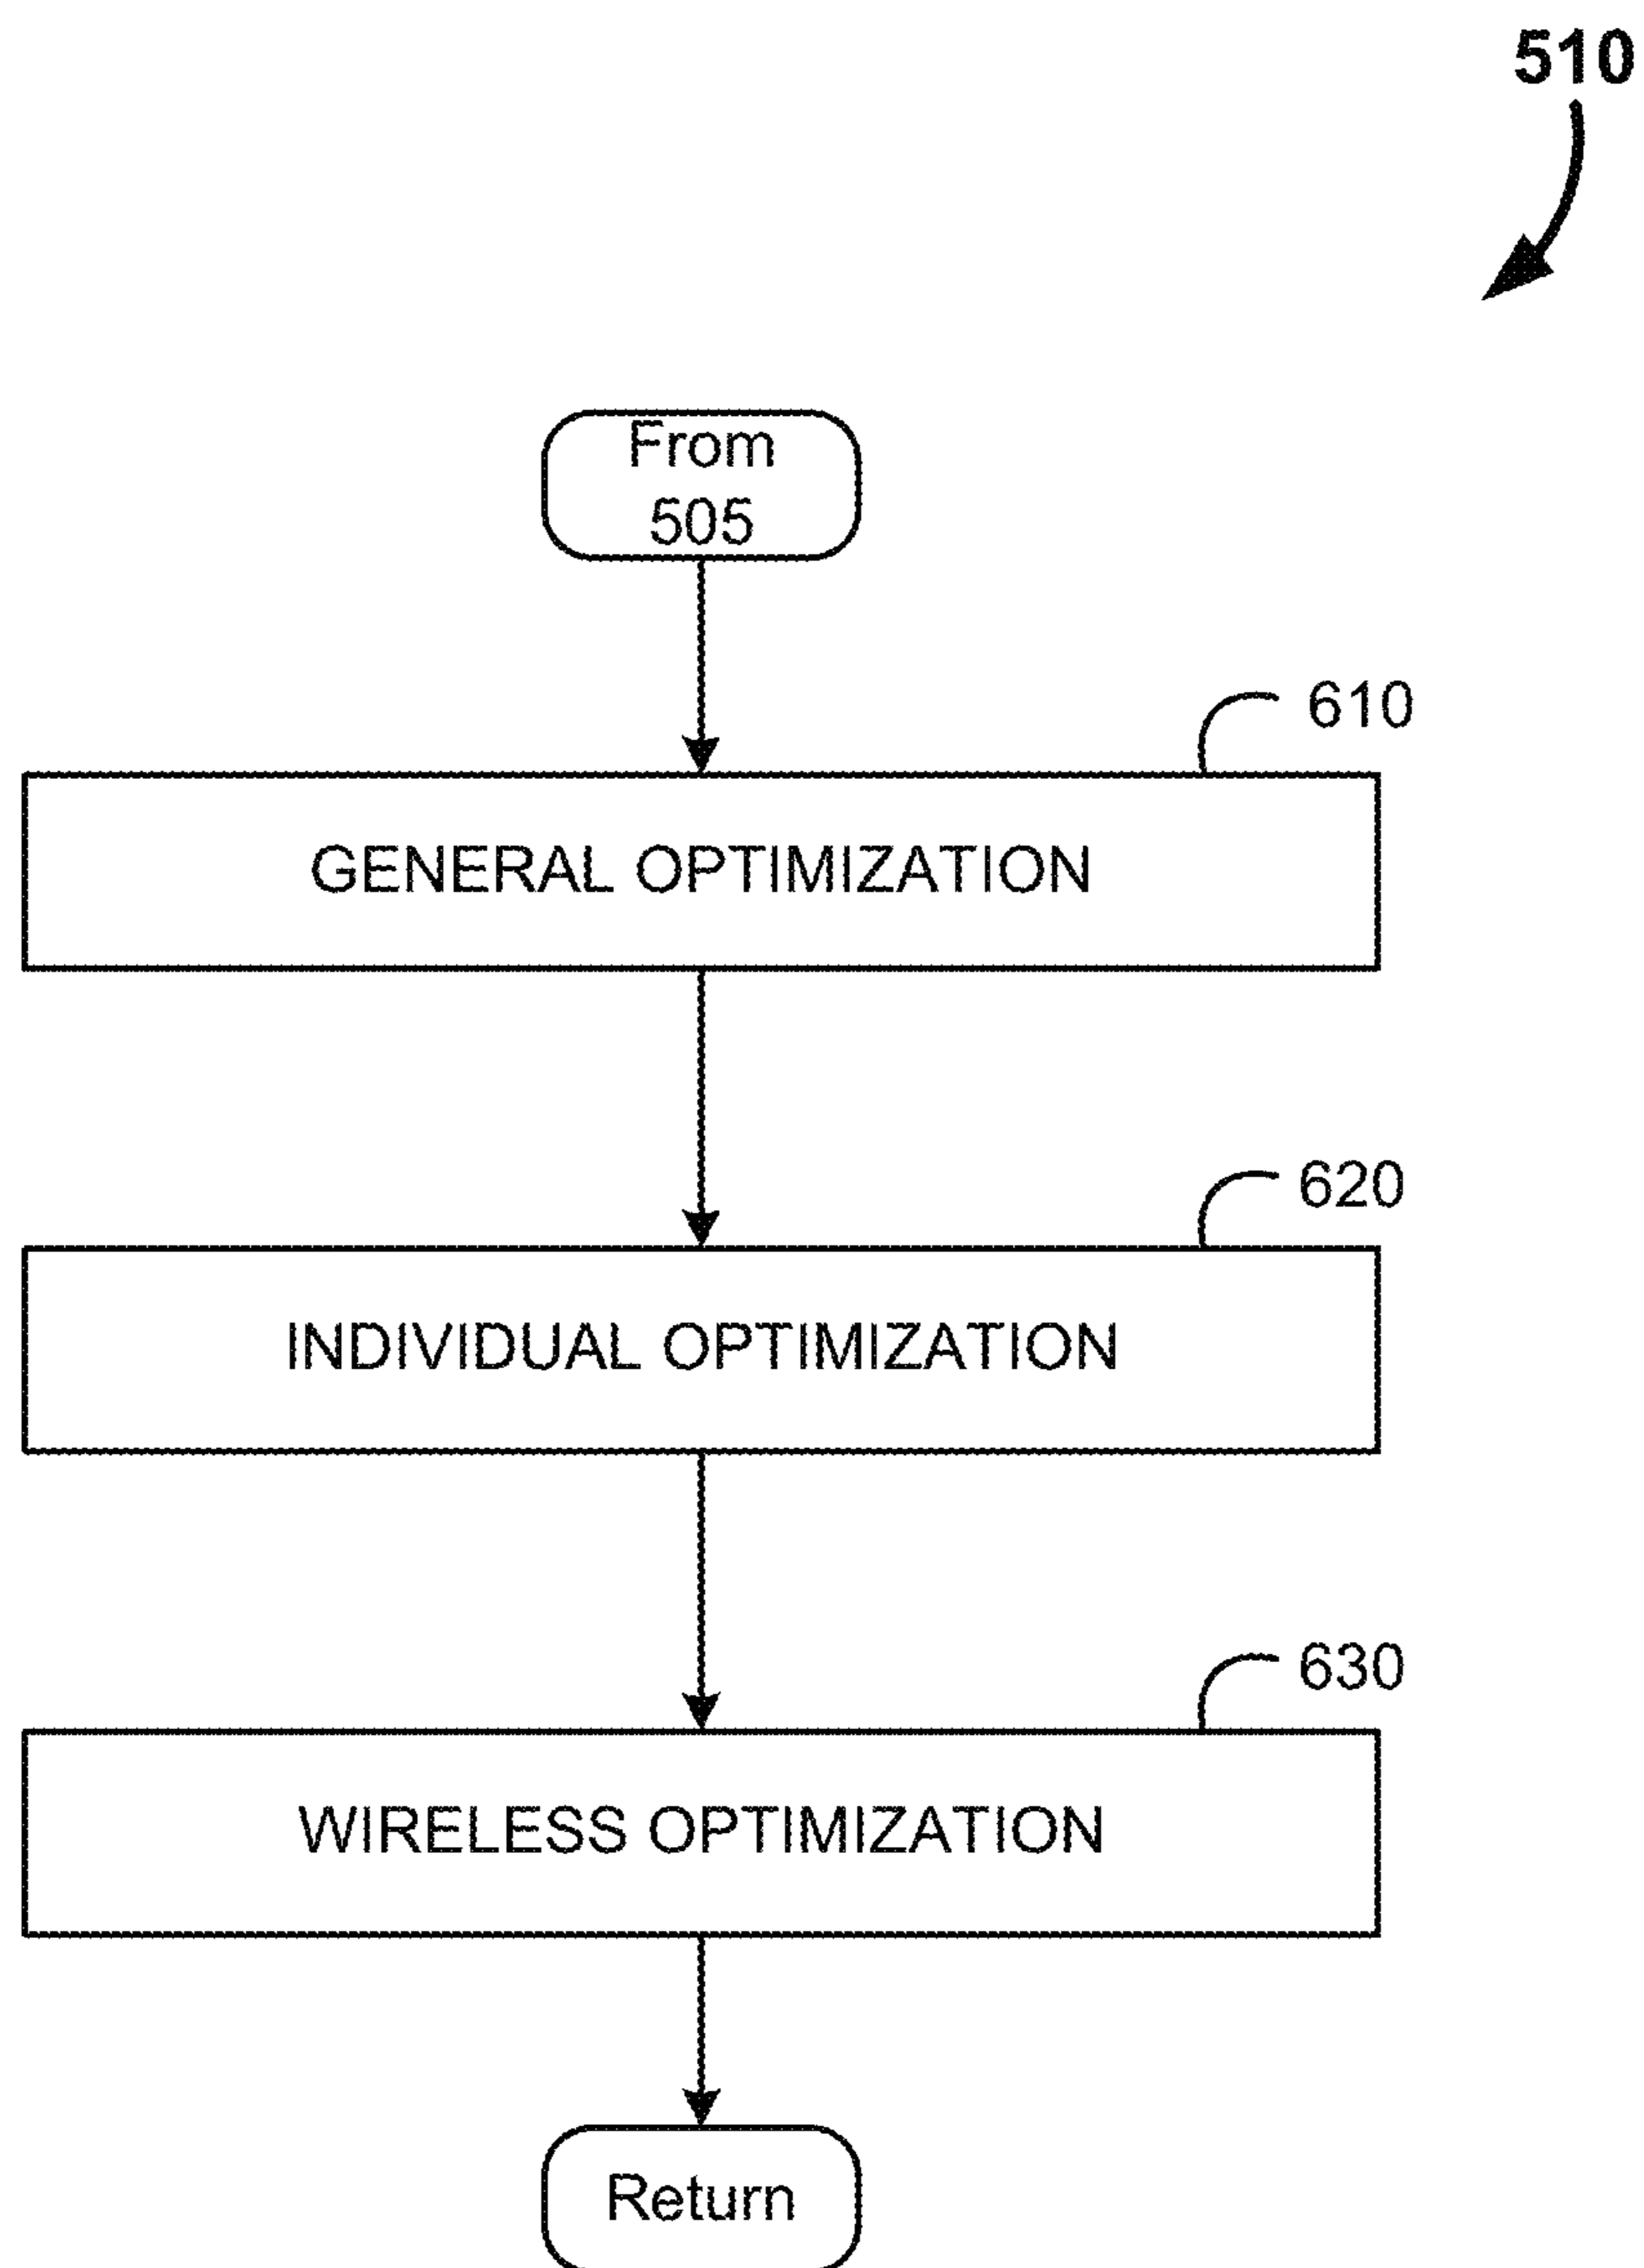 510
From
505
610
GENERAL OPTIMIZATION
620
INDIVIDUAL OPTIMIZATION
630
WIRELESS OPTIMIZATION
Return